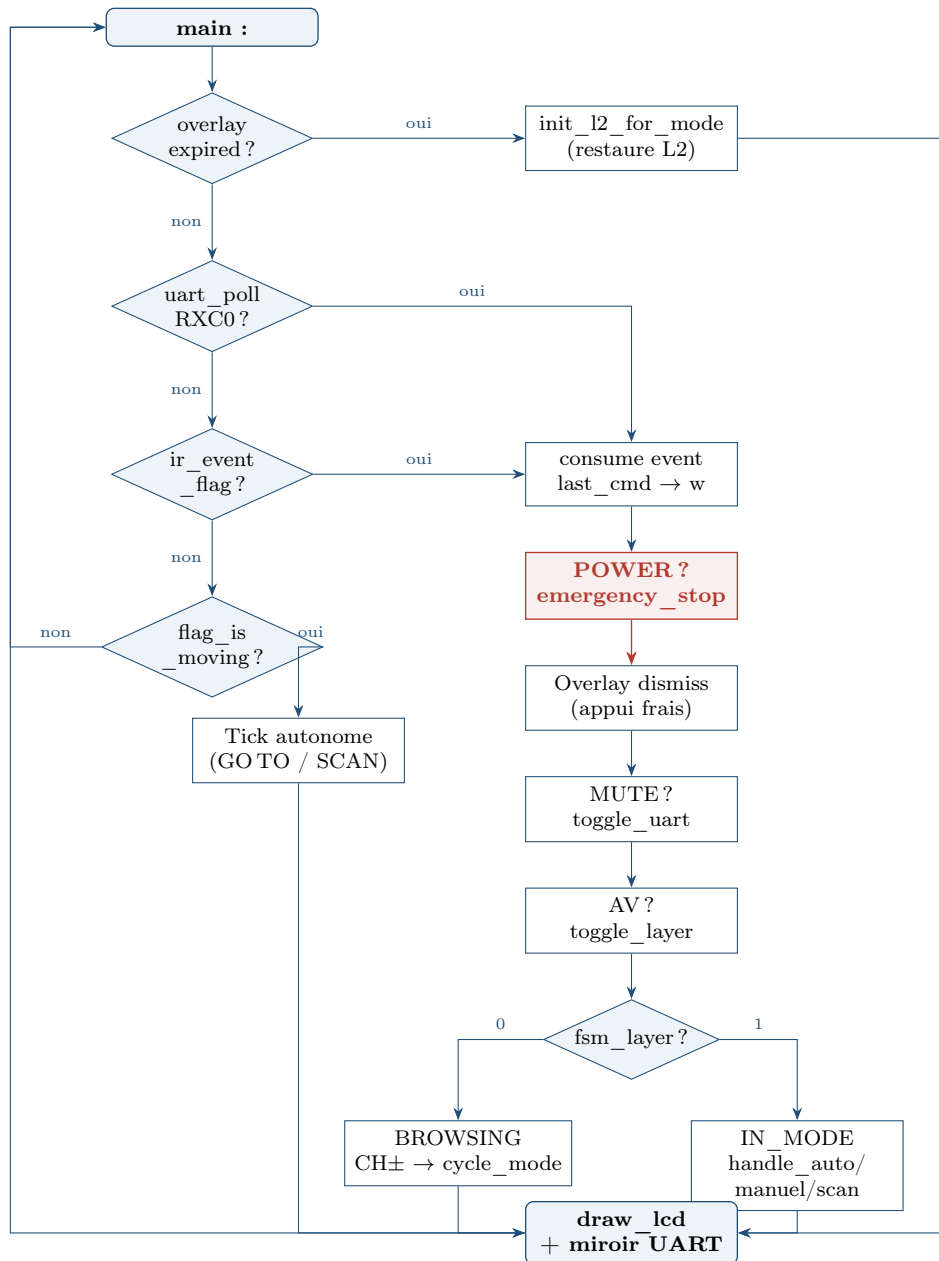 main :
overlay
expired ?
oui
init_l2_for_mode
(restaure L2)
non
uart_poll
RXC0 ?
oui
non
ir_event
_flag ?
oui
consume event
last_cmd → w
non
POWER ?
emergency_stop
non
flag_is
_moving ?
oui
Overlay dismiss
(appui frais)
Tick autonome
(GO TO / SCAN)
MUTE ?
toggle_uart
AV ?
toggle_layer
0
fsm_layer ?
1
BROWSING
CH± → cycle_mode
IN_MODE
handle_auto/
manuel/scan
draw_lcd
+ miroir UART